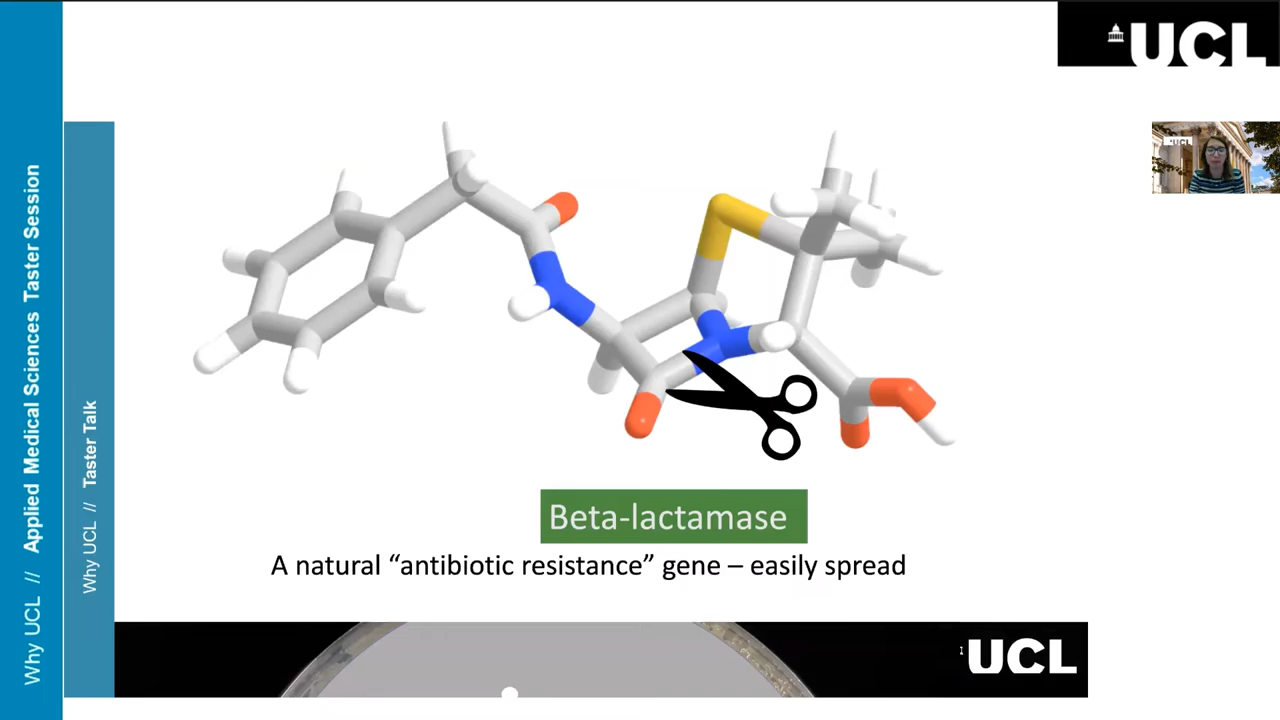 UCL
Why UCL // Applied Medical Sciences Taster Session
Why UCL // Taster Talk
UCL
Beta-lactamase
A natural “antibiotic resistance” gene – easily spread
UCL